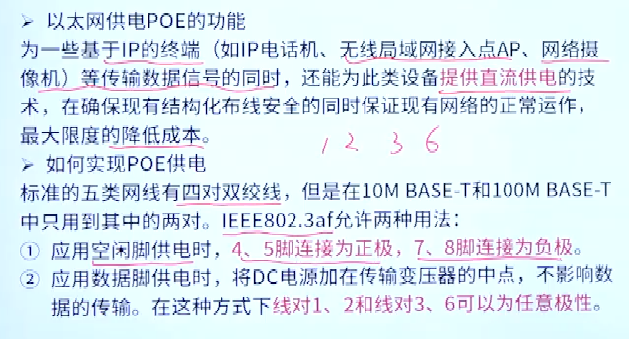 ➢ 以太网供电POE的功能
为一些基于IP的终端（如IP电话机、无线局域网接入点AP、网络摄
像机）等传输数据信号的同时，还能为此类设备提供直流供电的技
术，在确保现有结构化布线安全的同时保证现有网络的正常运作，
最大限度的降低成本。
1 2 3 6
➢ 如何实现POE供电
标准的五类网线有四对双绞线，但是在10M BASE-T和100M BASE-T
中只用到其中的两对。IEEE802.3af允许两种用法：
① 应用空闲脚供电时，4、5脚连接为正极，7、8脚连接为负极。
② 应用数据脚供电时，将DC电源加在传输变压器的中点，不影响数
据的传输。在这种方式下线对1、2和线对3、6可以为任意极性。